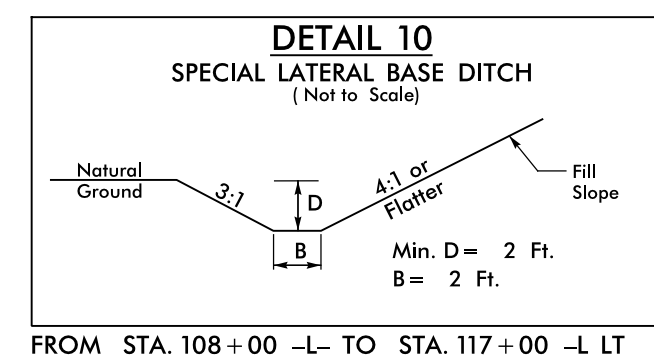 DETAIL 10
SPECIAL LATERAL BASE DITCH
( Not to Scale)
Natural
Ground
3:1
D
B
4:1 or
Flatter
Fill
Slope
Min. D = 2 Ft.
B = 2 Ft.
FROM STA. 108+00 -L- TO STA. 117+00 -L LT